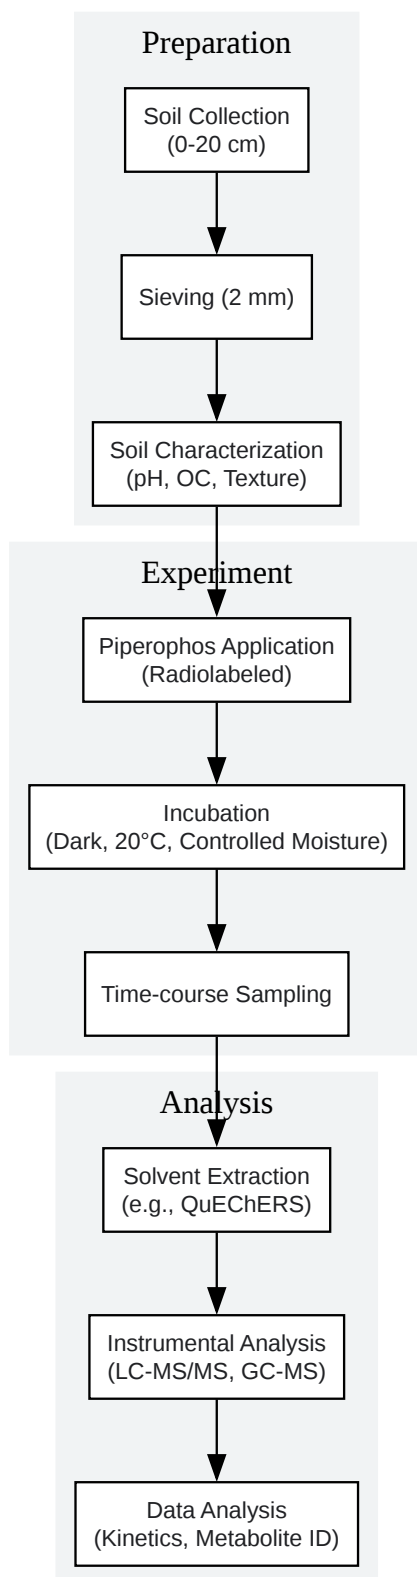 Preparation
Soil Collection
(0-20 cm)
Sieving (2 mm)
Soil Characterization
(pH, OC, Texture)
Experiment
Piperophos Application
(Radiolabeled)
Incubation
(Dark, 20°C, Controlled Moisture)
Time-course Sampling
Analysis
Solvent Extraction
(e.g., QuEChERS)
Instrumental Analysis
(LC-MS/MS, GC-MS)
Data Analysis
(Kinetics, Metabolite ID)